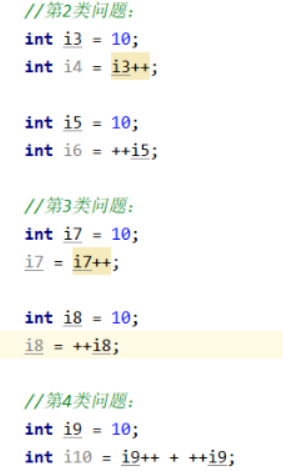 //第2类问题:
int i3 = 10;
int i4 = i3++;
int i5 = 10;
int i6 = ++i5;
//第3类问题:
int i7 = 10;
i7 = i7++;
int i8 = 10;
i8 = ++i8;
//第4类问题:
int i9 = 10;
int i10 = i9++ + ++i9;